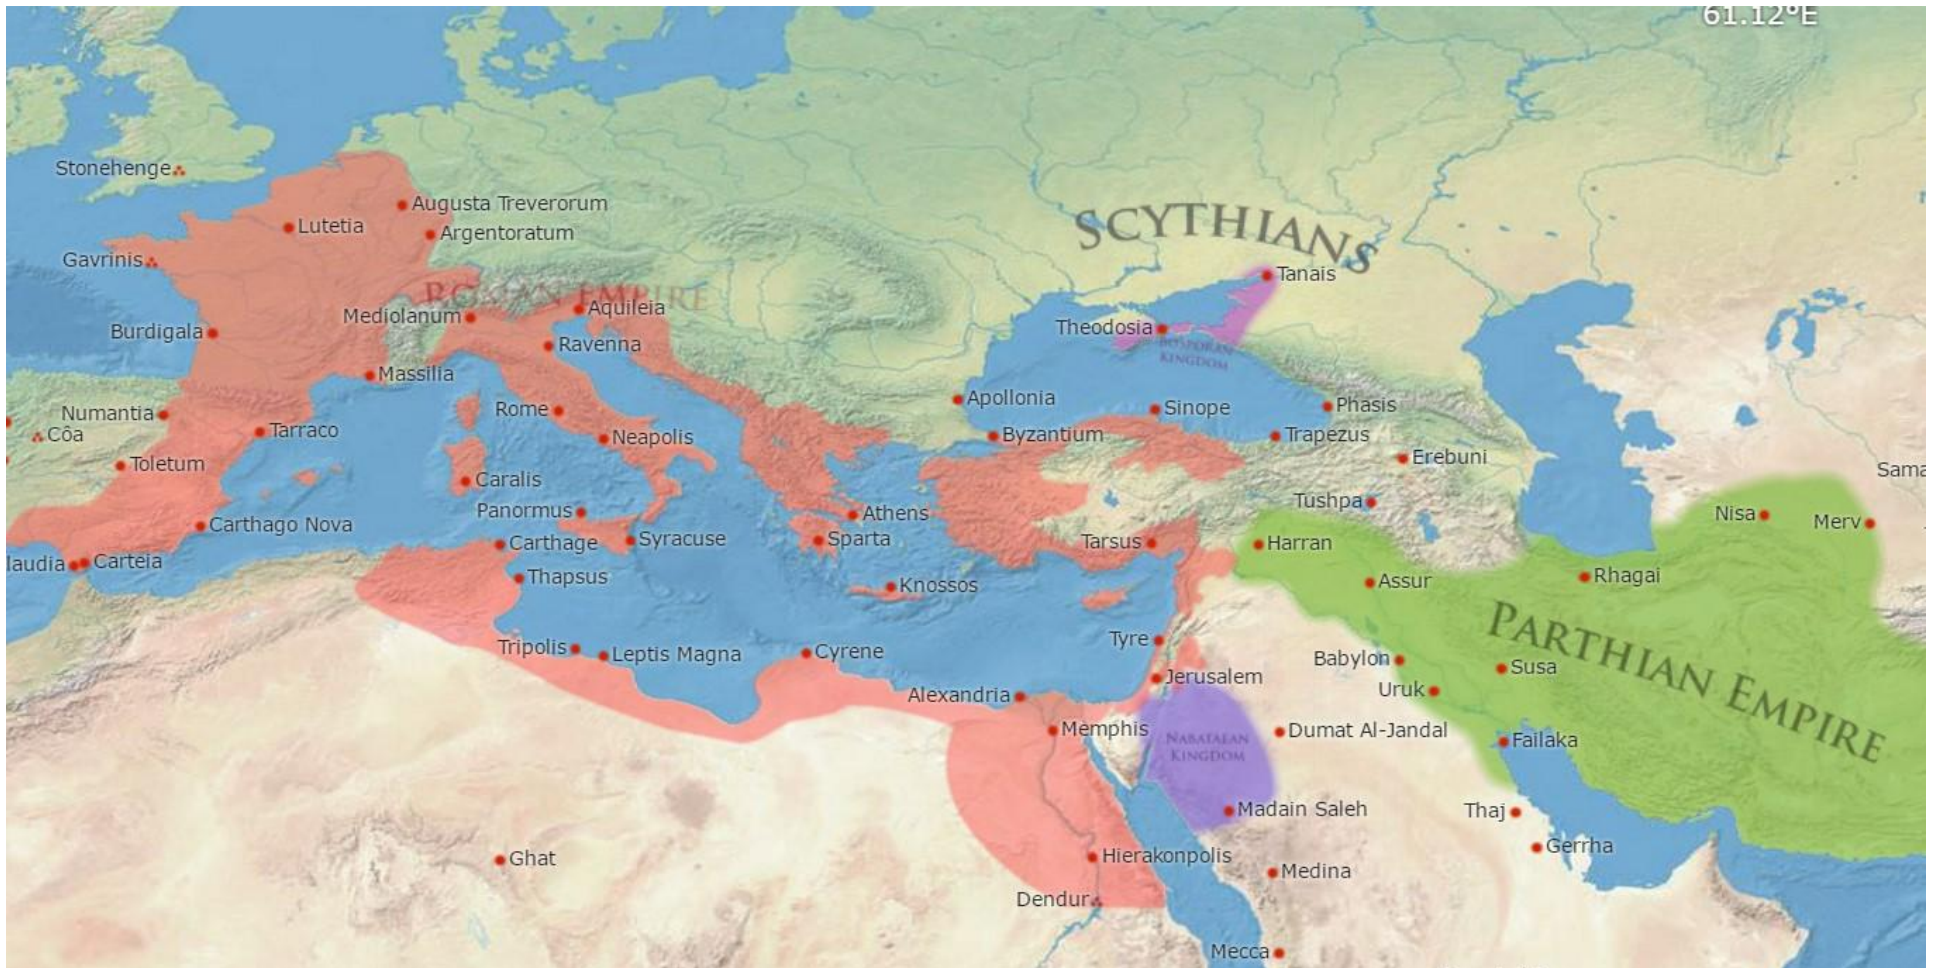 61.12°E
Stonehenge
Augusta Treverorum
Lutetia
Argentoratum
SCYTHIANS
Gavrinis
Tanais
ROMAN EMPIRE
Aquileia
Mediolanum
Theodosia
Burdigala
Ravenna
BOSPORAN
KINGDOM
Massilia
Apollonia
Numantia
Rome
Sinope
Phasis
Côa
Tarraco
Neapolis
Byzantium
Trapezus
Toletum
Erebuni
Sama
Caralis
Tushpa
Panormus
Athens
Nisa
Merv
Carthago Nova
Syracuse
Sparta
Tarsus
Harran
Carthage
laudia
Carteia
Thapsus
Knossos
Assur
Rhagai
PARTHIAN EMPIRE
Tripolis
Leptis Magna
Cyrene
Tyre
Babylon
Susa
Jerusalem
Uruk
Alexandria
Memphis
NABATAEAN
KINGDOM
Dumat Al-Jandal
Failaka
Madain Saleh
Thaj
Gerrha
Ghat
Hierakonpolis
Medina
Dendur
Mecca